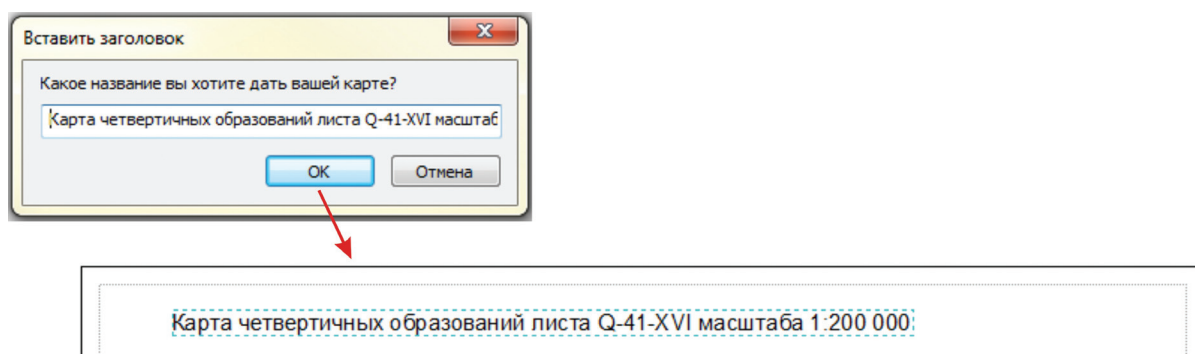 Вставить заголовок
Какое название вы хотите дать вашей карте?
Карта четвертичных образований листа Q-41-XVI масштаб
ОК
Отмена
Карта четвертичных образований листа Q-41-XVI масштаба 1:200 000